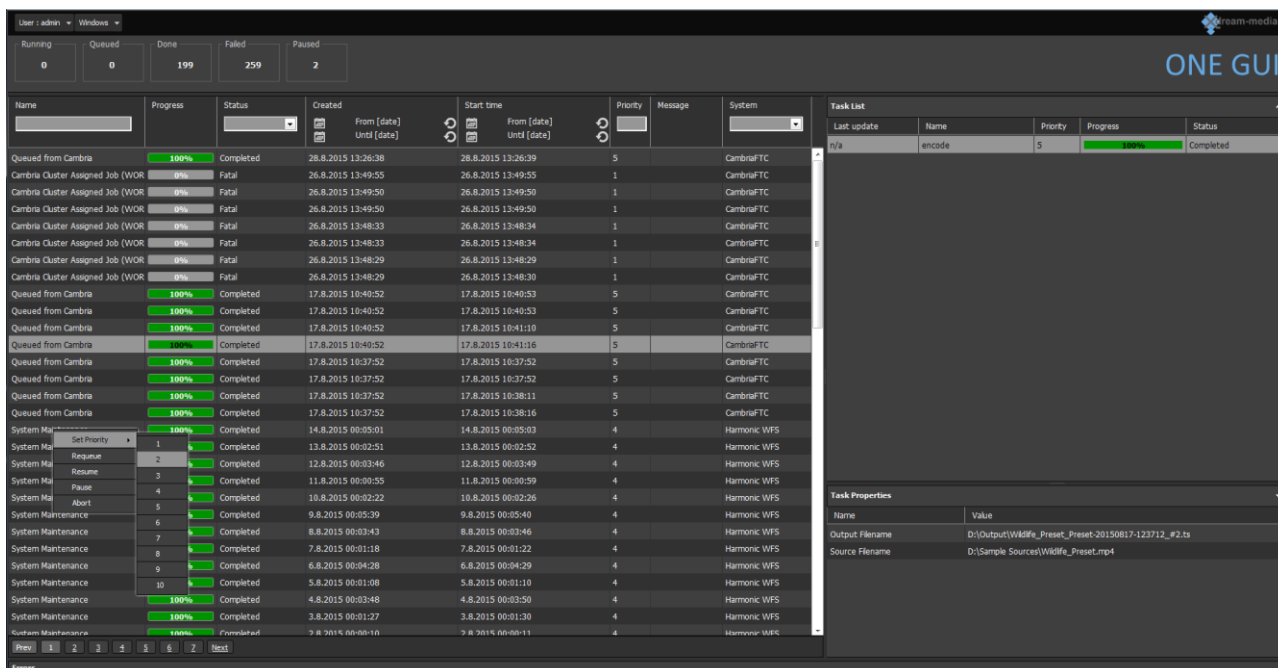 User : admin Windows
dream-media
Running Queued Done Failed Paused
0 0 199 259 2
ONE GUI
Name Progress Status Created Start time Priority Message System
From [date] From [date]
Until [date] Until [date]
Queued from Cambria 100% Completed 28.8.2015 13:26:38 28.8.2015 13:26:39 5 CambriaFTC
Cambria Cluster Assigned Job (WOR 0% Fatal 26.8.2015 13:49:55 26.8.2015 13:49:55 1 CambriaFTC
Cambria Cluster Assigned Job (WOR 0% Fatal 26.8.2015 13:49:50 26.8.2015 13:49:50 1 CambriaFTC
Cambria Cluster Assigned Job (WOR 0% Fatal 26.8.2015 13:49:50 26.8.2015 13:49:50 1 CambriaFTC
Cambria Cluster Assigned Job (WOR 0% Fatal 26.8.2015 13:48:33 26.8.2015 13:48:34 1 CambriaFTC
Cambria Cluster Assigned Job (WOR 0% Fatal 26.8.2015 13:48:33 26.8.2015 13:48:34 1 CambriaFTC
Cambria Cluster Assigned Job (WOR 0% Fatal 26.8.2015 13:48:29 26.8.2015 13:48:29 1 CambriaFTC
Cambria Cluster Assigned Job (WOR 0% Fatal 26.8.2015 13:48:29 26.8.2015 13:48:30 1 CambriaFTC
Queued from Cambria 100% Completed 17.8.2015 10:40:52 17.8.2015 10:40:53 5 CambriaFTC
Queued from Cambria 100% Completed 17.8.2015 10:40:52 17.8.2015 10:40:53 5 CambriaFTC
Queued from Cambria 100% Completed 17.8.2015 10:40:52 17.8.2015 10:41:10 5 CambriaFTC
Queued from Cambria 100% Completed 17.8.2015 10:40:52 17.8.2015 10:41:16 5 CambriaFTC
Queued from Cambria 100% Completed 17.8.2015 10:37:52 17.8.2015 10:37:52 5 CambriaFTC
Queued from Cambria 100% Completed 17.8.2015 10:37:52 17.8.2015 10:37:52 5 CambriaFTC
Queued from Cambria 100% Completed 17.8.2015 10:37:52 17.8.2015 10:38:11 5 CambriaFTC
Queued from Cambria 100% Completed 17.8.2015 10:37:52 17.8.2015 10:38:16 5 CambriaFTC
System Maintenance 100% Completed 14.8.2015 00:05:01 14.8.2015 00:05:03 4 Harmonic WFS
System Ma Completed 13.8.2015 00:02:51 13.8.2015 00:02:52 4 Harmonic WFS
System Ma Completed 12.8.2015 00:03:46 12.8.2015 00:03:49 4 Harmonic WFS
System Ma Completed 11.8.2015 00:00:55 11.8.2015 00:00:59 4 Harmonic WFS
System Ma Completed 10.8.2015 00:02:22 10.8.2015 00:02:26 4 Harmonic WFS
System Maintenance Completed 9.8.2015 00:05:39 9.8.2015 00:05:40 4 Harmonic WFS
System Maintenance Completed 8.8.2015 00:03:43 8.8.2015 00:03:46 4 Harmonic WFS
System Maintenance Completed 7.8.2015 00:01:18 7.8.2015 00:01:22 4 Harmonic WFS
System Maintenance Completed 6.8.2015 00:04:28 6.8.2015 00:04:29 4 Harmonic WFS
System Maintenance Completed 5.8.2015 00:01:08 5.8.2015 00:01:10 4 Harmonic WFS
System Maintenance 100% Completed 4.8.2015 00:03:48 4.8.2015 00:03:50 4 Harmonic WFS
System Maintenance 100% Completed 3.8.2015 00:01:27 3.8.2015 00:01:30 4 Harmonic WFS
System Maintenance 100% Completed 2.8.2015 00:00:10 2.8.2015 00:00:11 4 Harmonic WFS
Set Priority
Requeue
Resume
Pause
Abort
1
2
3
4
5
6
7
8
9
10
Prev 1 2 3 4 5 6 7 Next
Task List
Last update Name Priority Progress Status
n/a encode 5 100% Completed
Task Properties
Name Value
Output Filename D:\Output\Wildlife_Preset_Preset-20150817-123712_#2.ts
Source Filename D:\Sample Sources\Wildlife_Preset.mp4